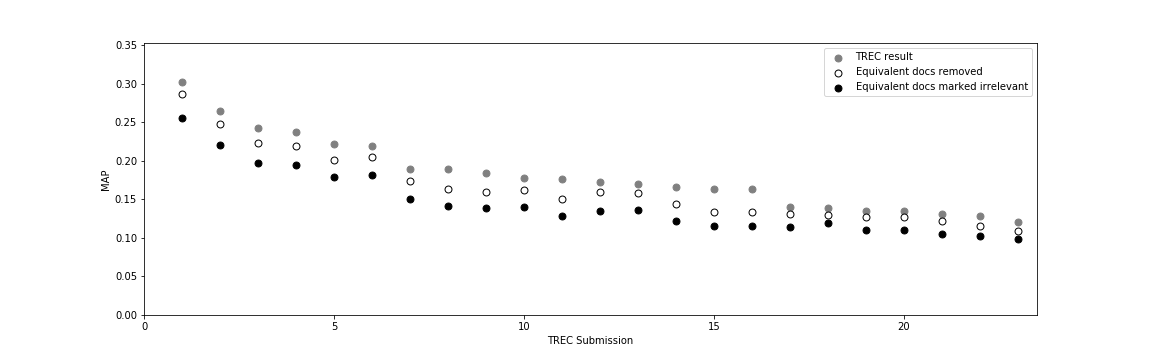 0.35
TREC result
Equivalent docs removed
Equivalent docs marked irrelevant
0.30
0.25
0.20
MAP
0.15
0.10
0.05
0.00
0 5 10 15 20
TREC Submission